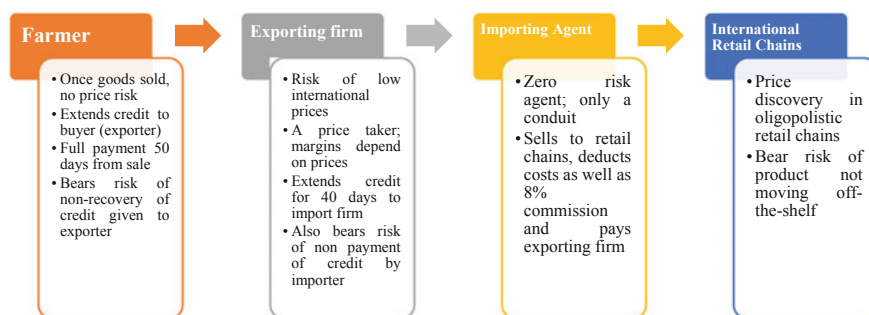 Farmer
• Once goods sold,
no price risk
• Extends credit to
buyer (exporter)
• Full payment 50
days from sale
• Bears risk of
non-recovery of
credit given to
exporter
Exporting firm
• Risk of low
international
prices
• A price taker;
margins depend
on prices
• Extends credit
for 40 days to
import firm
• Also bears risk
of non payment
of credit by
importer
Importing Agent
• Zero risk
agent; only a
conduit
• Sells to retail
chains, deducts
costs as well as
8%
commission
and pays
exporting firm
International
Retail Chains
• Price
discovery in
oligopolistic
retail chains
• Bear risk of
product not
moving off-
the-shelf